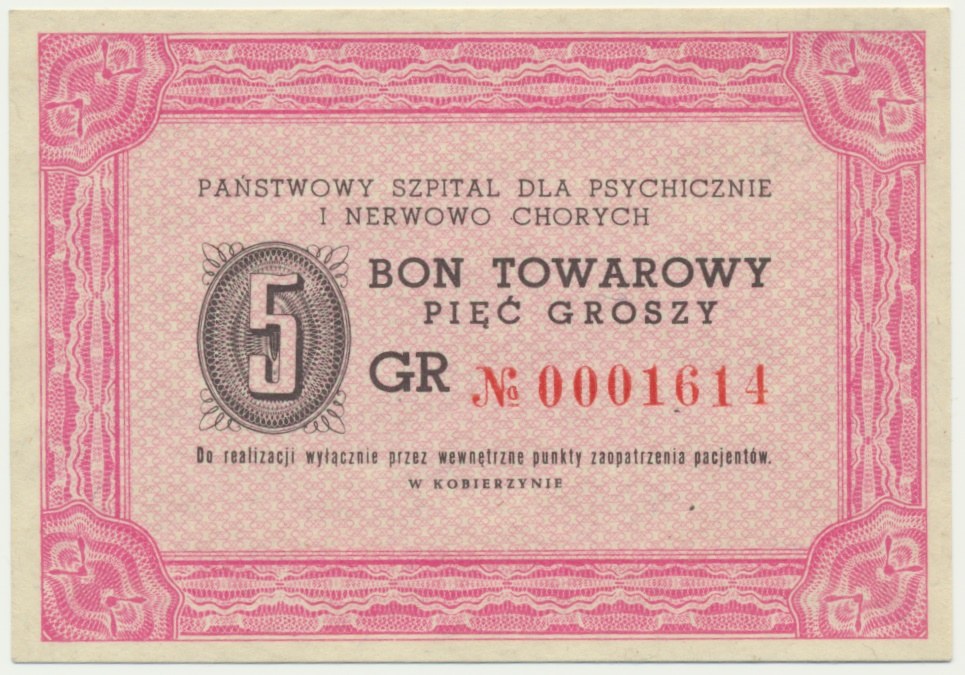 PAŃSTWOWY SZPITAL DLA PSYCHICZNIE
I NERWOWO CHORYCH
BON TOWAROWY
PIĘĆ GROSZY
5
GR № 0001614
Do realizacji wyłącznie przez wewnętrzne punkty zaopatrzenia pacjentów.
W KOBIERZYNIE